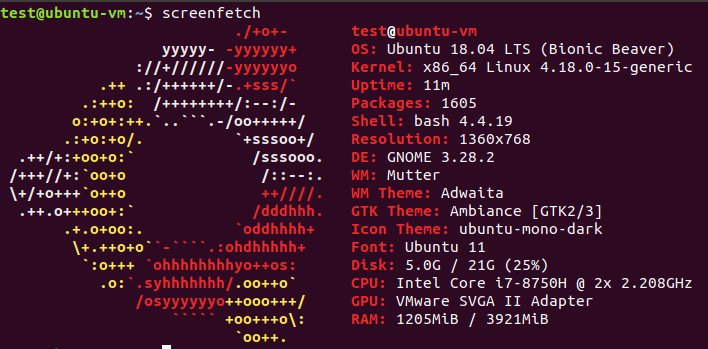 test@ubuntu-vm:~$ screenfetch
                          ./+o+-       test@ubuntu-vm
                  yyyyy- -yyyyyy+      OS: Ubuntu 18.04 LTS (Bionic Beaver)
               ://+//////-yyyyyyo      Kernel: x86_64 Linux 4.18.0-15-generic
           .++ .:/++++++/-.+sss/`      Uptime: 11m
         .:++o:  /++++++++/:--:/-      Packages: 1605
        o:+o+:++.`..```.-/oo+++++/     Shell: bash 4.4.19
       .:+o:+o/.          `+sssoo+/    Resolution: 1360x768
  .++/+:+oo+o:`             /sssooo.   DE: GNOME 3.28.2
 /+++//+:`oo+o               /::--:.   WM: Mutter
 \+/+o+++`o++o               ++////.   WM Theme: Adwaita
  .++.o+++oo+:`             /dddhhh.   GTK Theme: Ambiance [GTK2/3]
       .+.o+oo:.          `oddhhhh+    Icon Theme: ubuntu-mono-dark
        \+.++o+o``-````.:ohdhhhhh+     Font: Ubuntu 11
         `:o+++ `ohhhhhhhhyo++os:      Disk: 5.0G / 21G (25%)
           .o:`.syhhhhhhh/.oo++o`      CPU: Intel Core i7-8750H @ 2x 2.208GHz
               /osyyyyyyo++ooo+++/     GPU: VMware SVGA II Adapter
                   ````` +oo+++o\:     RAM: 1205MiB / 3921MiB
                          `oo++.